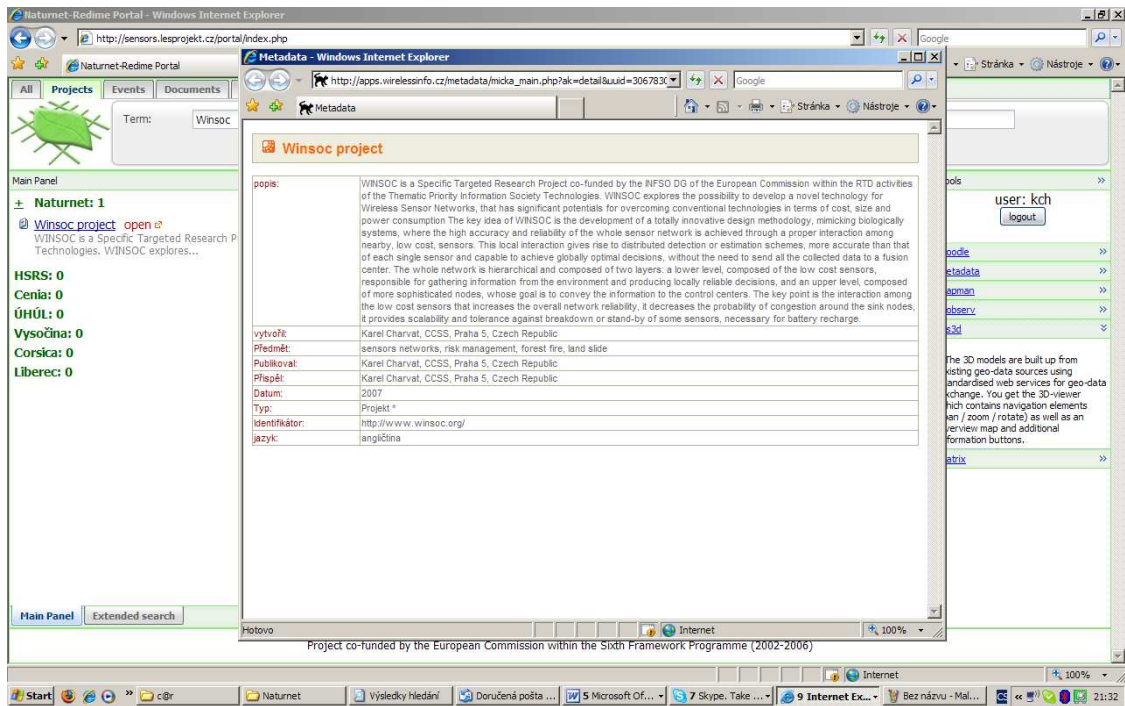 Naturnet-Redime Portal - Windows Internet Explorer
http://sensors.lesprojekt.cz/portal/index.php
Google
Naturnet-Redime Portal
Stránka
Nástroje
All
Projects
Events
Documents
Term:
Winsoc
Main Panel
+ Naturnet: 1
Winsoc project open
WINSOC is a Specific Targeted Research P
Technologies. WINSOC explores...
HSRS: 0
Cenia: 0
ÚHÚL: 0
Vysočina: 0
Corsica: 0
Liberec: 0
Main Panel
Extended search
Metadata - Windows Internet Explorer
http://apps.wirelessinfo.cz/metadata/micka_main.php?ak=detail&uuid=3067830
Google
Metadata
Stránka
Nástroje
Winsoc project
popis:
WINSOC is a Specific Targeted Research Project co-funded by the INFSO DG of the European Commission within the RTD activities
of the Thematic Priority Information Society Technologies. WINSOC explores the possibility to develop a novel technology for
Wireless Sensor Networks, that has significant potentials for overcoming conventional technologies in terms of cost, size and
power consumption The key idea of WINSOC is the development of a totally innovative design methodology, mimicking biologically
systems, where the high accuracy and reliability of the whole sensor network is achieved through a proper interaction among
nearby, low cost, sensors. This local interaction gives rise to distributed detection or estimation schemes, more accurate than that
of each single sensor and capable to achieve globally optimal decisions, without the need to send all the collected data to a fusion
center. The whole network is hierarchical and composed of two layers: a lower level, composed of the low cost sensors,
responsible for gathering information from the environment and producing locally reliable decisions, and an upper level, composed
of more sophisticated nodes, whose goal is to convey the information to the control centers. The key point is the interaction among
the low cost sensors that increases the overall network reliability, it decreases the probability of congestion around the sink nodes,
it provides scalability and tolerance against breakdown or stand-by of some sensors, necessary for battery recharge.
vytvořil: Karel Charvat, CCSS, Praha 5, Czech Republic
Předmět: sensors networks, risk management, forest fire, land slide
Publikoval: Karel Charvat, CCSS, Praha 5, Czech Republic
Přispěl: Karel Charvat, CCSS, Praha 5, Czech Republic
Datum: 2007
Typ: Projekt *
Identifikátor: http://www.winsoc.org/
jazyk: angličtina
Hotovo
Internet
100%
ools
user: kch
logout
oodle
etadata
apman
observ
s3d
The 3D models are built up from
xisting geo-data sources using
tandardised web services for geo-data
xchange. You get the 3D-viewer
hich contains navigation elements
pan / zoom / rotate) as well as an
verview map and additional
formation buttons.
atrix
Project co-funded by the European Commission within the Sixth Framework Programme (2002-2006)
Internet
100%
Start
c@r
Naturnet
Výsledky hledání
Doručená pošta ...
5 Microsoft Of...
7 Skype. Take ...
9 Internet Ex...
Bez názvu - Mal...
CS
21:32